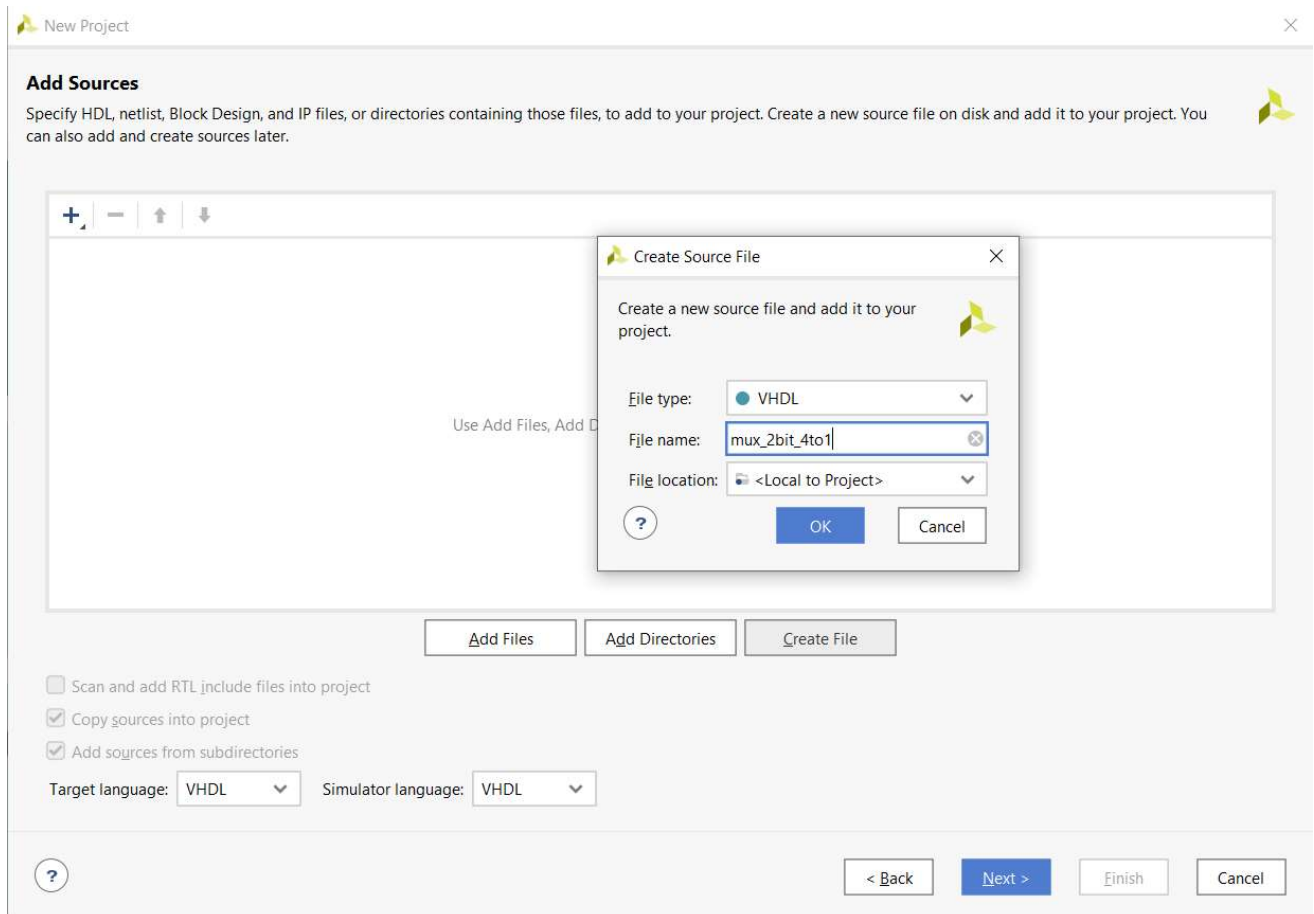 New Project
Add Sources
Specify HDL, netlist, Block Design, and IP files, or directories containing those files, to add to your project. Create a new source file on disk and add it to your project. You
can also add and create sources later.
Create Source File
Create a new source file and add it to your
project.
File type: VHDL
Use Add Files, Add D
File name: mux_2bit_4to1
File location: <Local to Project>
? OK Cancel
Add Files Add Directories Create File
Scan and add RTL include files into project
Copy sources into project
Add sources from subdirectories
Target language: VHDL Simulator language: VHDL
? < Back Next > Finish Cancel